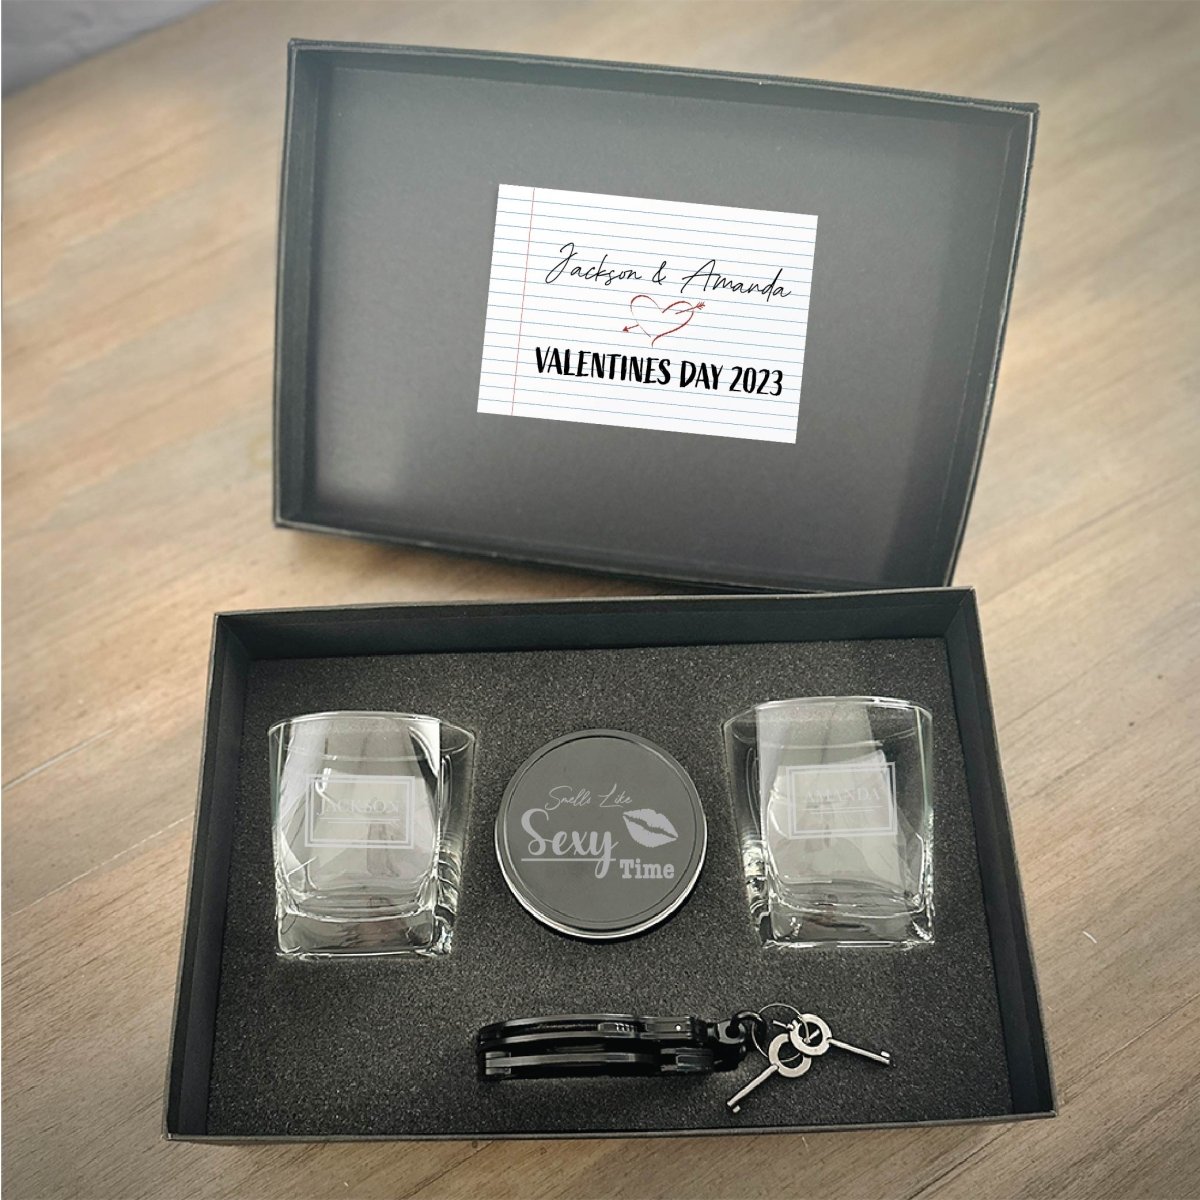 Jackson & Amanda
VALENTINES DAY 2023
JACKSON
Smells Like
Sexy
Time
AMANDA